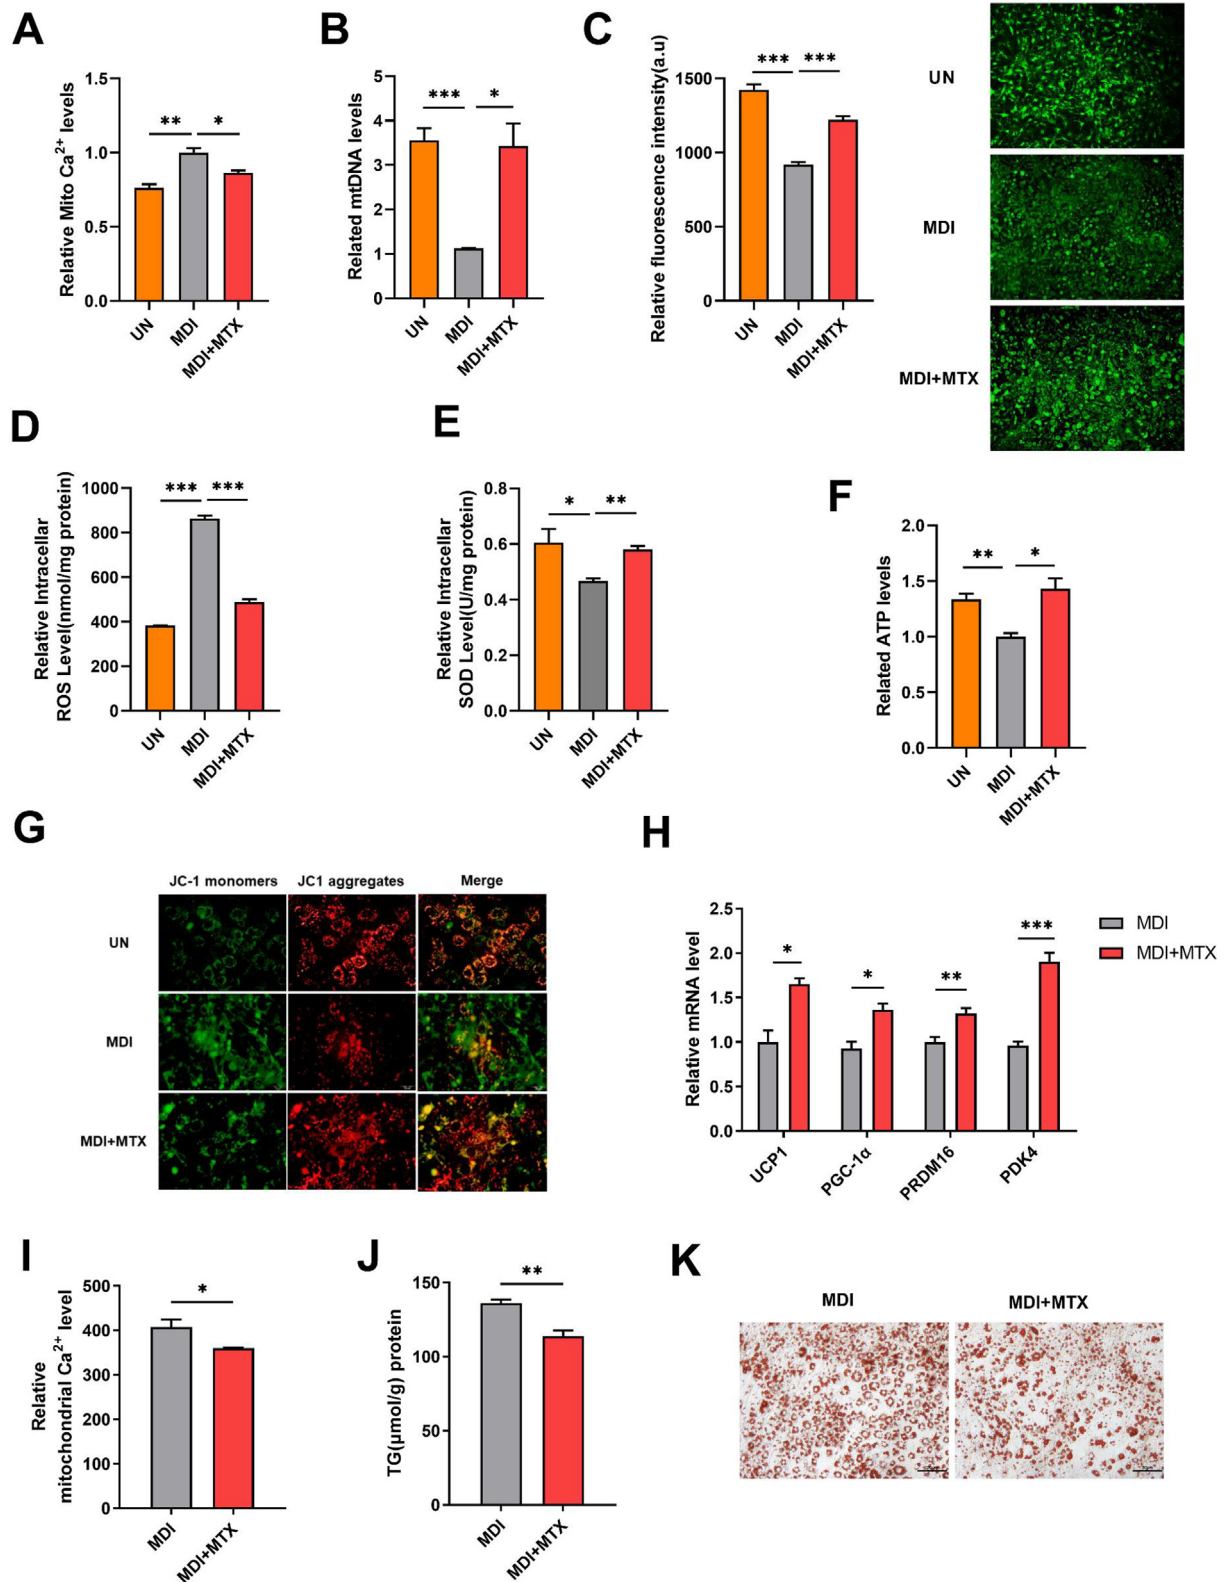 A
Relative Mito Ca²⁺ levels
1.5
1.0
0.5
0.0
**
*
UN
MDI
MDI+MTX
B
Related mtDNA levels
5
4
3
2
1
0
***
*
UN
MDI
MDI+MTX
C
Relative fluorescence intensity(a.u)
1500
1000
500
0
***
***
UN
MDI
MDI+MTX
UN
MDI
MDI+MTX
D
Relative Intracellar
ROS Level(nmol/mg protein)
1000
800
600
400
200
0
***
***
UN
MDI
MDI+MTX
E
Relative Intracellar
SOD Level(U/mg protein)
0.8
0.6
0.4
0.2
0.0
*
**
UN
MDI
MDI+MTX
F
Related ATP levels
2.0
1.5
1.0
0.5
0.0
**
*
UN
MDI
MDI+MTX
G
JC-1 monomers
JC1 aggregates
Merge
UN
MDI
MDI+MTX
H
Relative mRNA level
2.5
2.0
1.5
1.0
0.5
0.0
*
*
**
***
UCP1
PGC-1α
PRDM16
PDK4
MDI
MDI+MTX
I
Relative
mitochondrial Ca²⁺ level
500
400
300
200
100
0
*
MDI
MDI+MTX
J
TG(μmol/g) protein
150
100
50
0
**
MDI
MDI+MTX
K
MDI
MDI+MTX